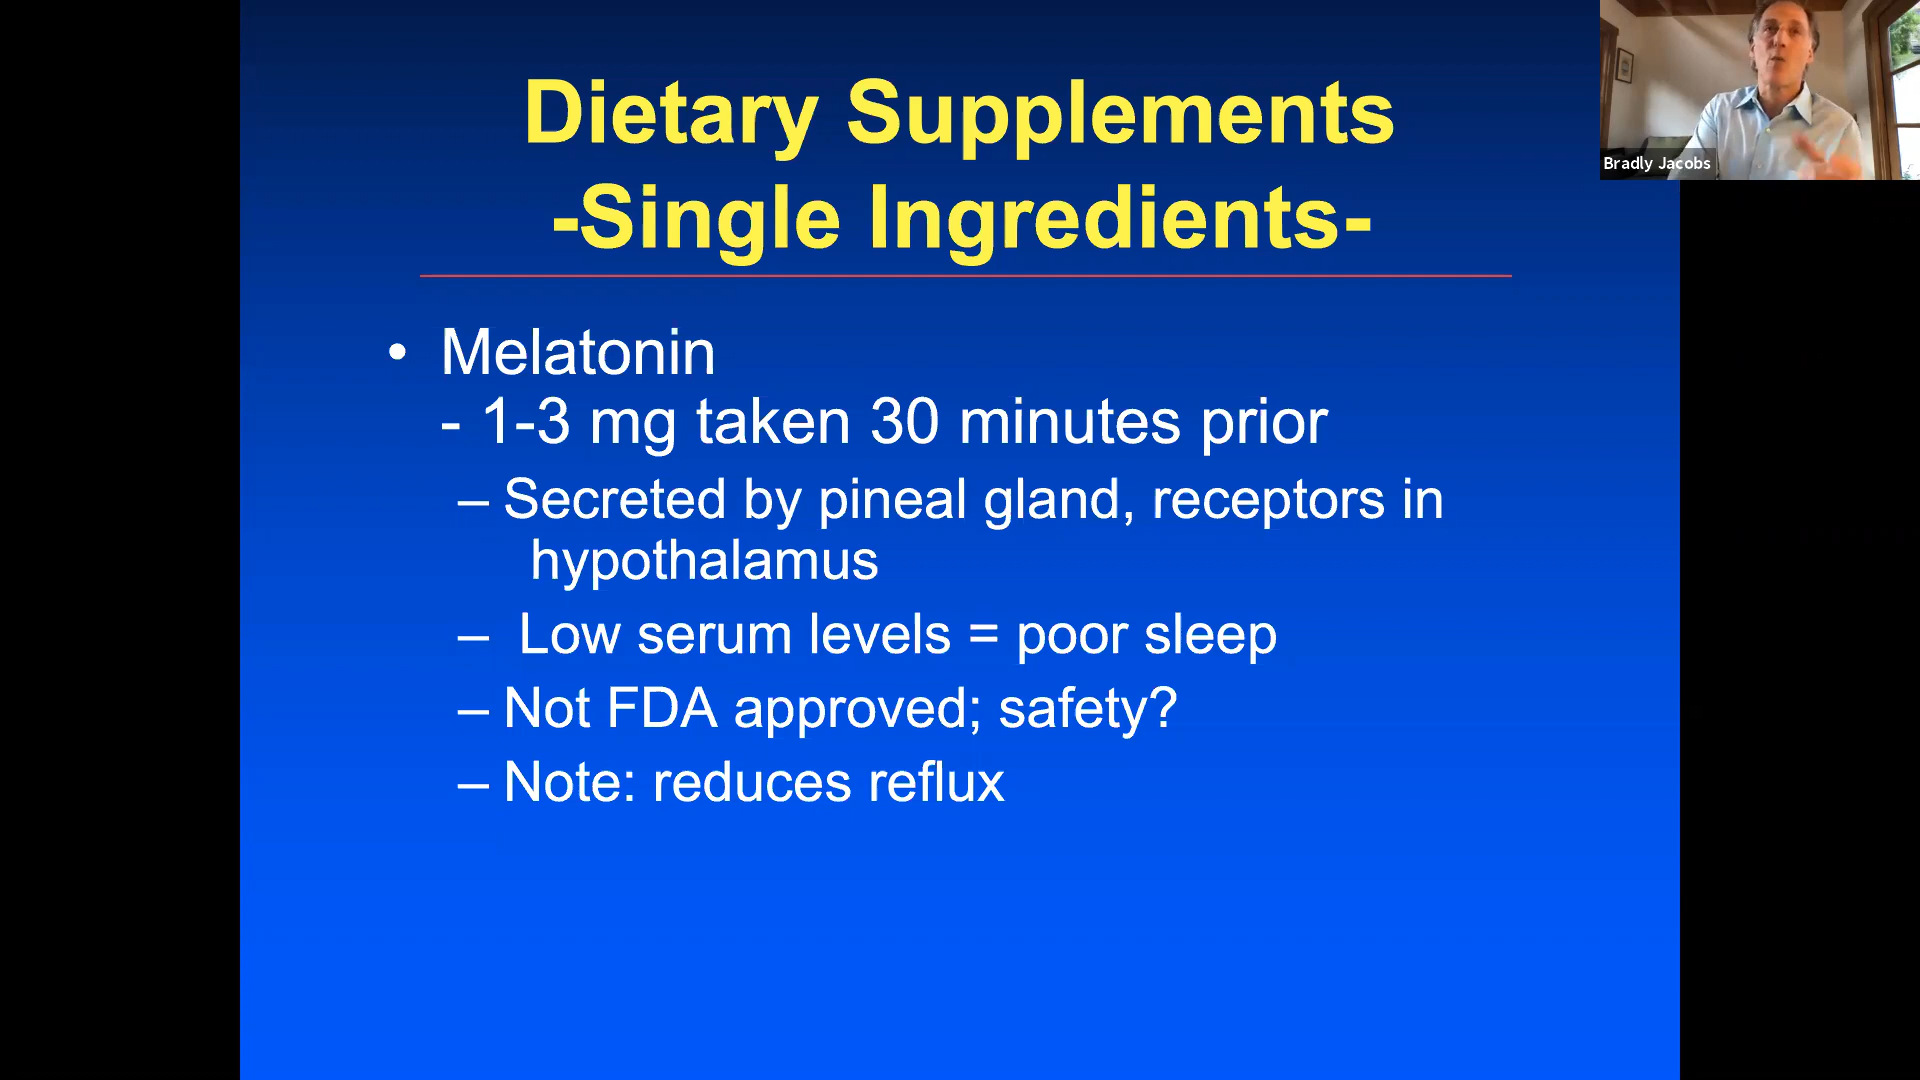 Dietary Supplements
-Single Ingredients-
Bradly Jacobs
• Melatonin
- 1-3 mg taken 30 minutes prior
– Secreted by pineal gland, receptors in
hypothalamus
– Low serum levels = poor sleep
– Not FDA approved; safety?
– Note: reduces reflux